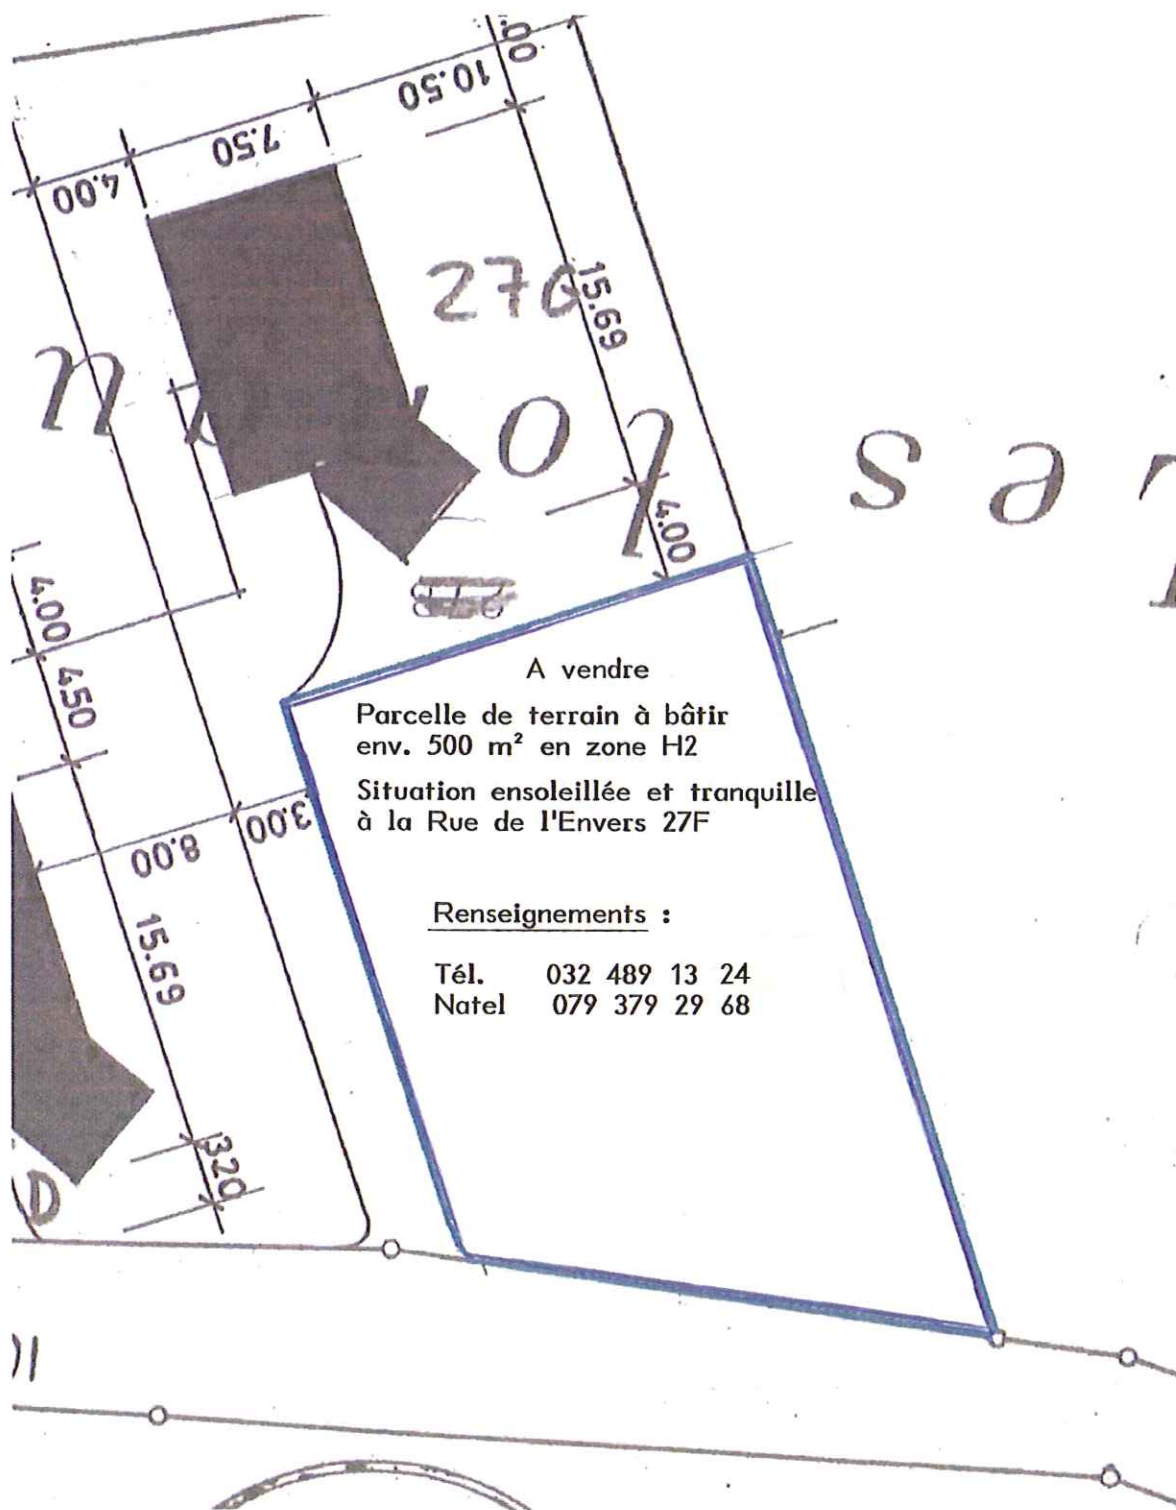 .00
10.50
7.50
4.00
27G
15.69
n
o
l
s
a
4.00
4.00
4.50
A vendre
Parcelle de terrain à bâtir
env. 500 m² en zone H2
Situation ensoleillée et tranquille
à la Rue de l'Envers 27F
3.00
8.00
15.69
Renseignements :
Tél. 032 489 13 24
Natel 079 379 29 68
3.20